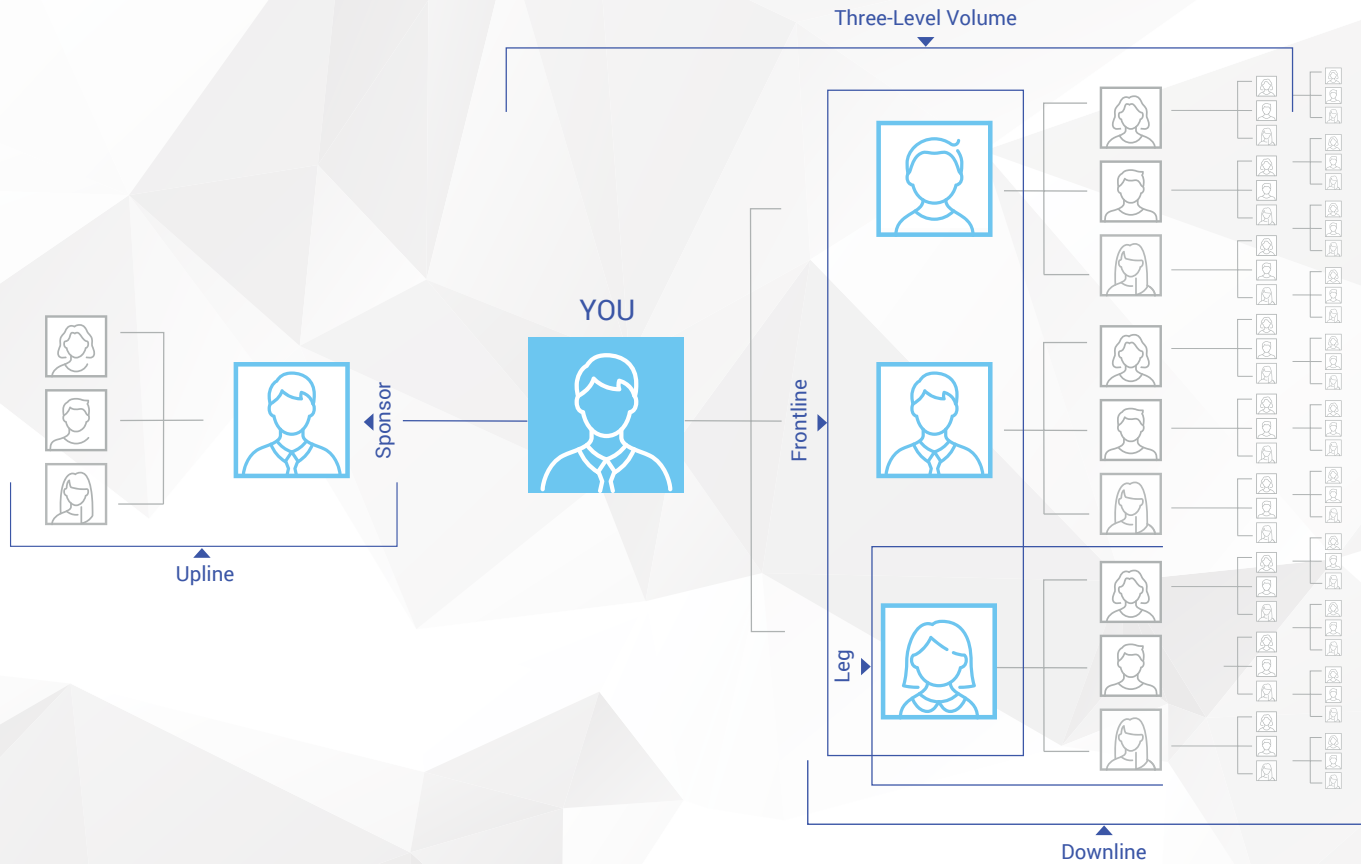 Three-Level Volume
YOU
Sponsor
Frontline
Upline
Leg
Downline